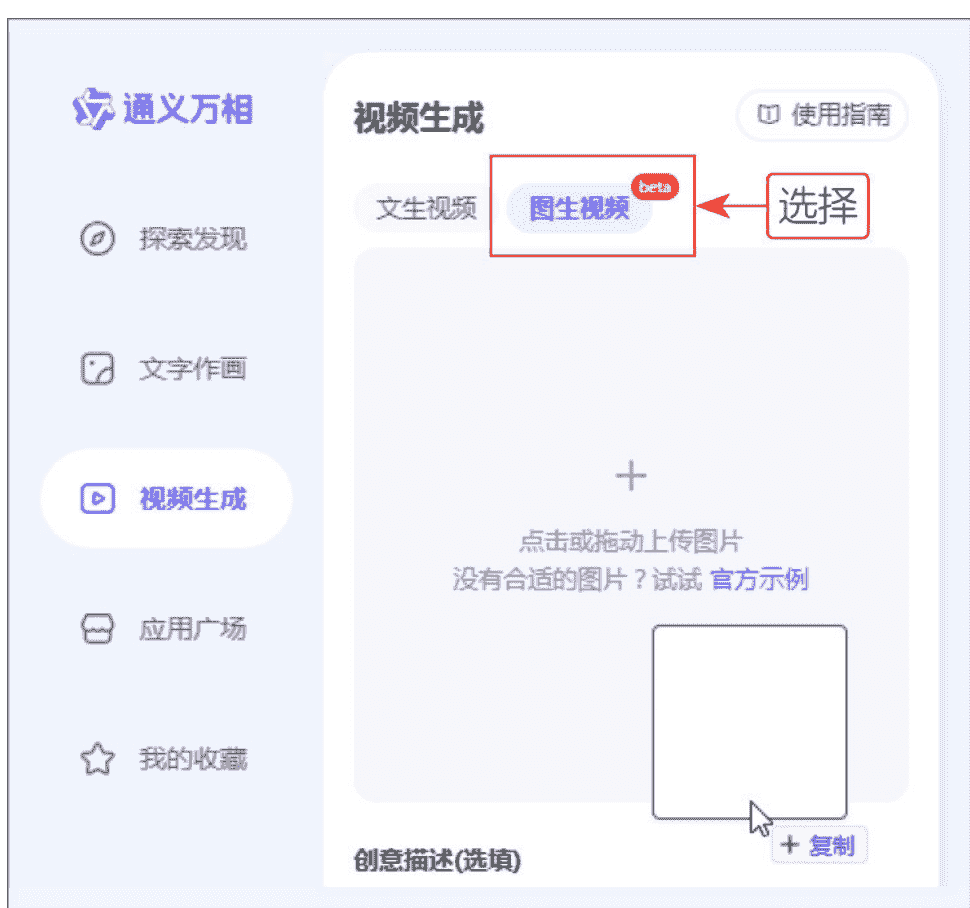 通义万相
探索发现
文字作画
视频生成
应用广场
我的收藏
视频生成
使用指南
文生视频
图生视频
beta
选择
点击或拖动上传图片
没有合适的图片？试试 官方示例
+ 复制
创意描述(选填)